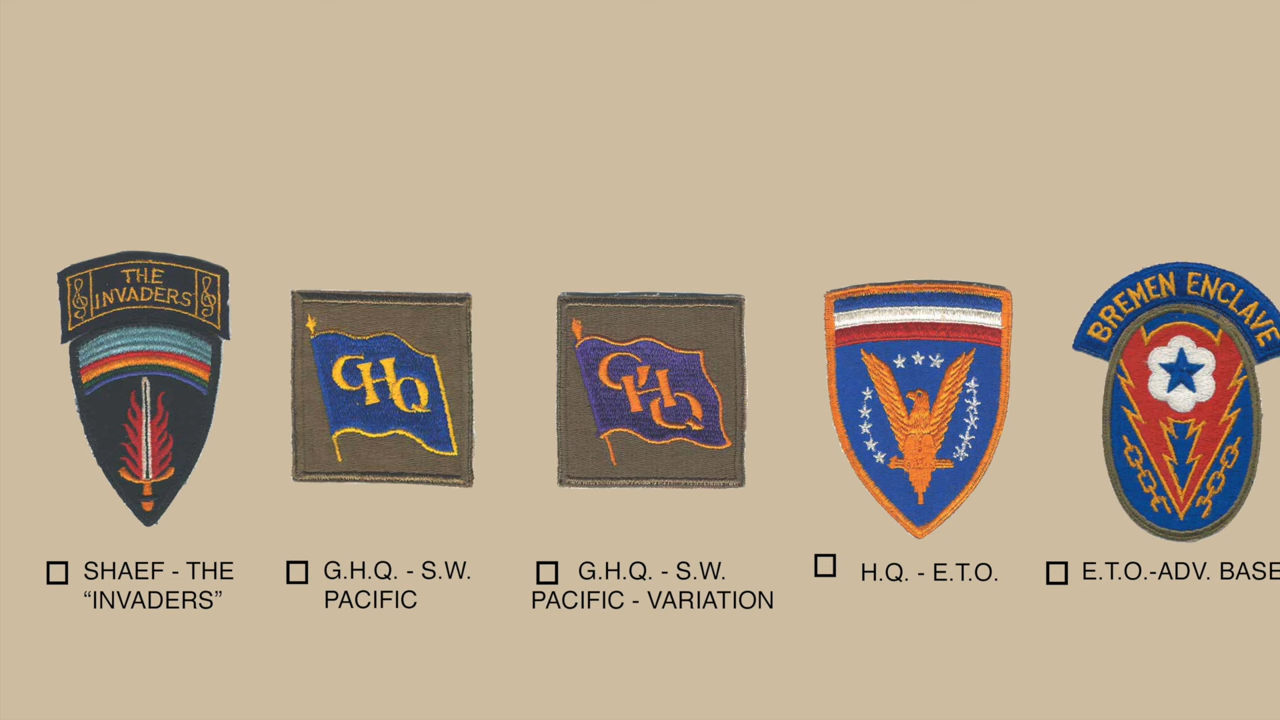 THE
INVADERS
GHQ
GHQ
BREMEN ENCLAVE
SHAEF - THE
“INVADERS”
G.H.Q. - S.W.
PACIFIC
G.H.Q. - S.W.
PACIFIC - VARIATION
H.Q. - E.T.O.
E.T.O.-ADV. BASE